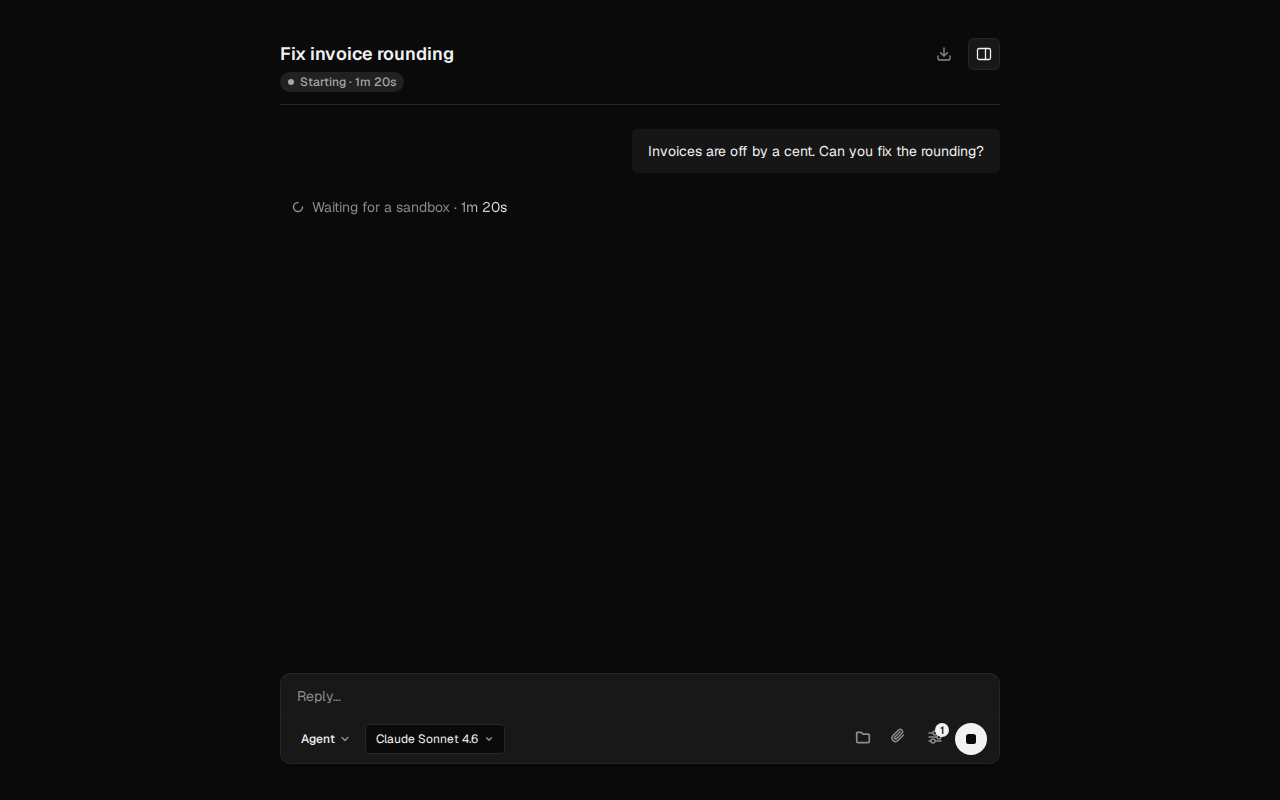 Fix invoice rounding
Starting · 1m 20s
Invoices are off by a cent. Can you fix the rounding?
Waiting for a sandbox · 1m 20s
Reply...
Agent
Claude Sonnet 4.6
1